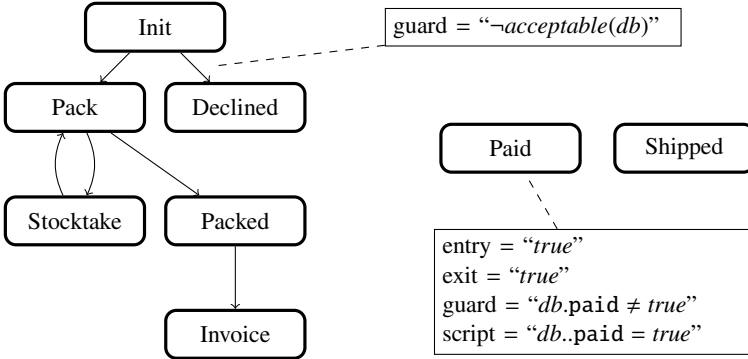 Init
guard = “¬acceptable(db)”
Pack
Declined
Paid
Shipped
Stocktake
Packed
entry = “true”
exit = “true”
guard = “db.paid ≠ true”
script = “db..paid = true”
Invoice